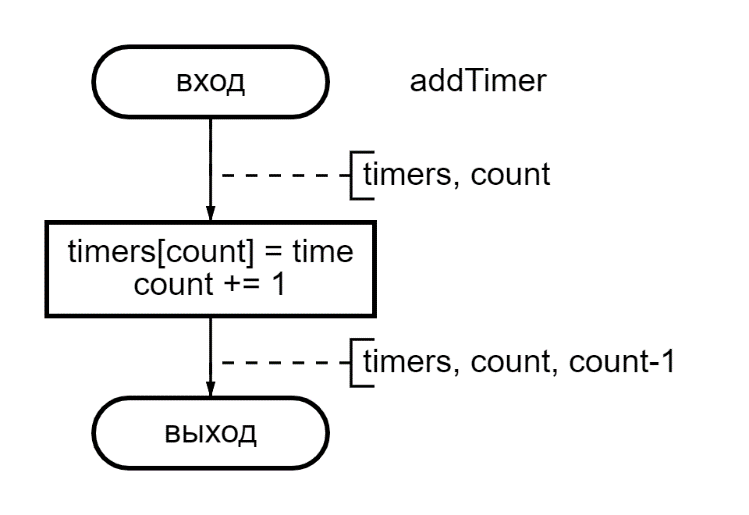 вход
addTimer
timers, count
timers[count] = time
count += 1
timers, count, count-1
выход